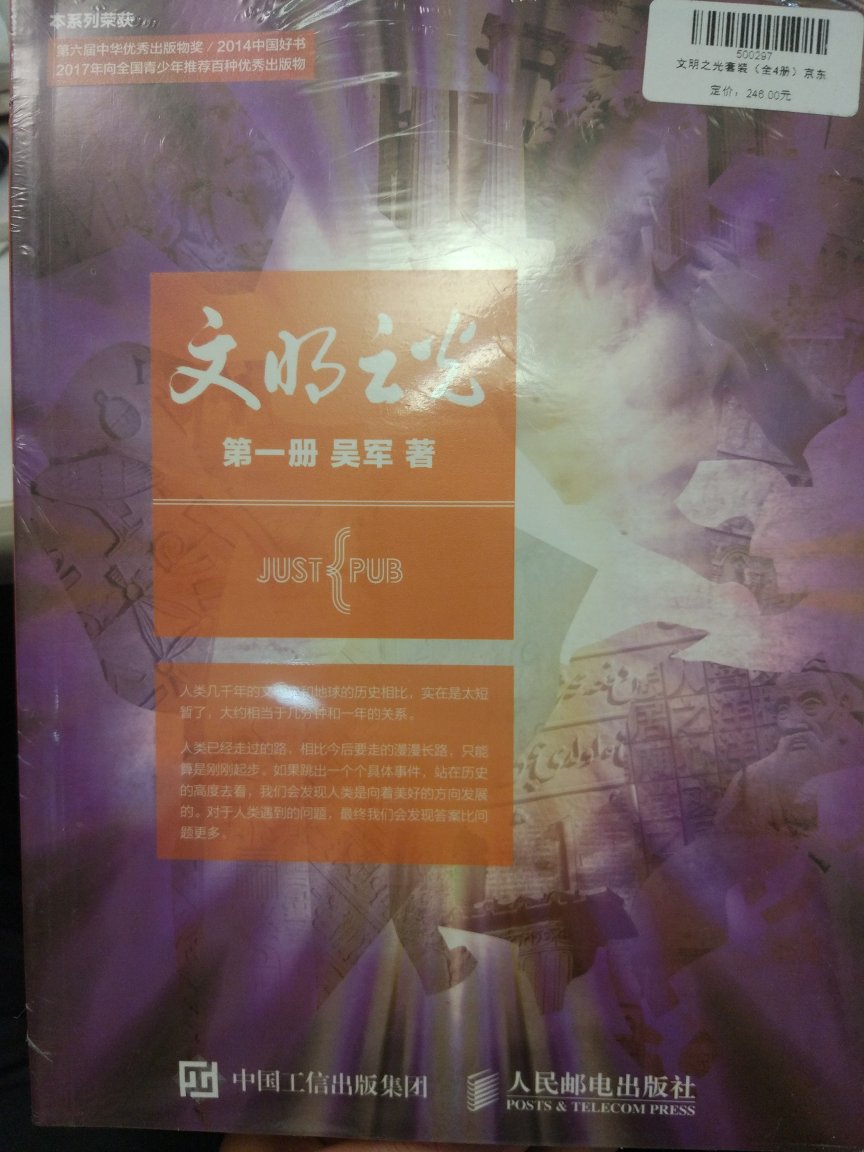 本系列荣获
第六届中华优秀出版物奖/2014中国好书
2017年向全国青少年推荐百种优秀出版物
500297
文明之光套装（全4册）京东
定价：246.00元
文明之光
第一册 吴军 著
JUST{PUB
人类几千年的文明史和地球的历史相比，实在是太短
暂了，大约相当于几分钟和一年的关系。
人类已经走过的路，相比今后要走的漫漫长路，只能
算是刚刚起步。如果跳出一个个具体事件，站在历史
的高度去看，我们会发现人类是向着美好的方向发展
的。对于人类遇到的问题，最终我们会发现答案比问
题更多。
中国工信出版集团
人民邮电出版社
POSTS & TELECOM PRESS